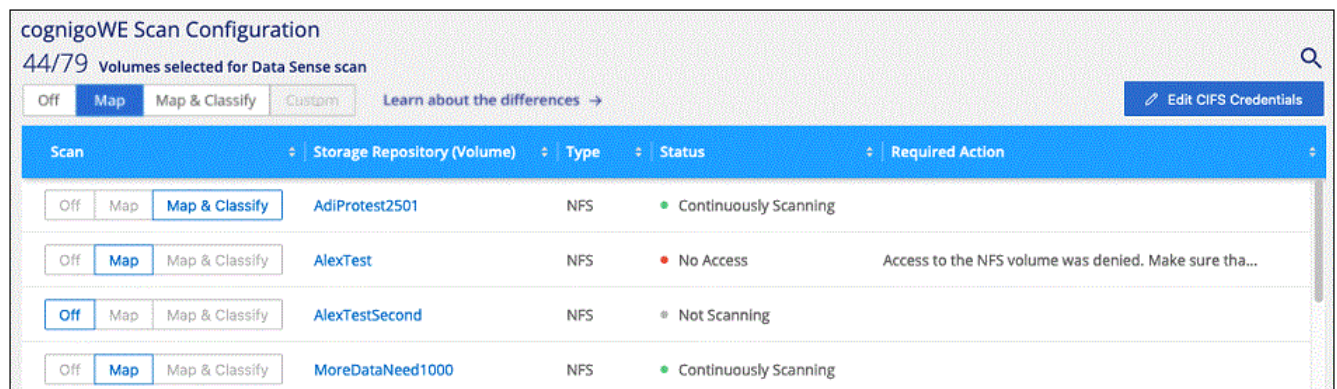 cognigoWE Scan Configuration
44/79 Volumes selected for Data Sense scan
Off Map Map & Classify Custom Learn about the differences → Edit CIFS Credentials
Scan Storage Repository (Volume) Type Status Required Action
Off Map Map & Classify AdiProtest2501 NFS Continuously Scanning
Off Map Map & Classify AlexTest NFS No Access Access to the NFS volume was denied. Make sure tha...
Off Map Map & Classify AlexTestSecond NFS Not Scanning
Off Map Map & Classify MoreDataNeed1000 NFS Continuously Scanning